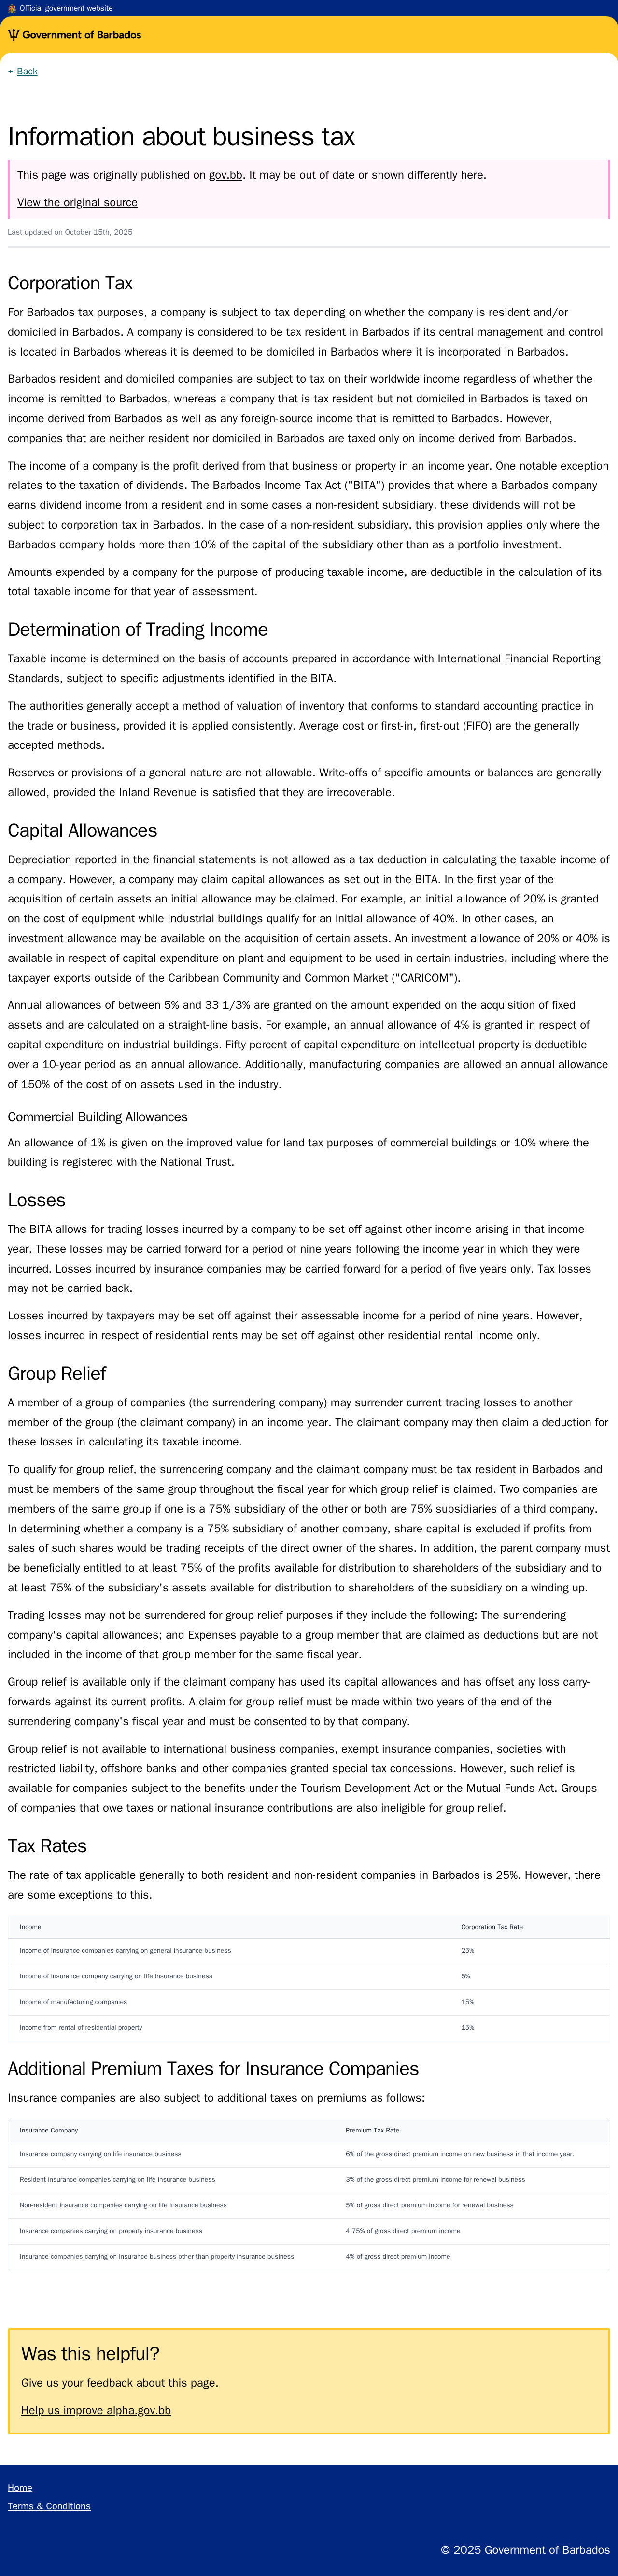 Official government website
Government of Barbados
← Back
Information about business tax
This page was originally published on gov.bb. It may be out of date or shown differently here.
View the original source
Last updated on October 15th, 2025
Corporation Tax
For Barbados tax purposes, a company is subject to tax depending on whether the company is resident and/or
domiciled in Barbados. A company is considered to be tax resident in Barbados if its central management and control
is located in Barbados whereas it is deemed to be domiciled in Barbados where it is incorporated in Barbados.
Barbados resident and domiciled companies are subject to tax on their worldwide income regardless of whether the
income is remitted to Barbados, whereas a company that is tax resident but not domiciled in Barbados is taxed on
income derived from Barbados as well as any foreign-source income that is remitted to Barbados. However,
companies that are neither resident nor domiciled in Barbados are taxed only on income derived from Barbados.
The income of a company is the profit derived from that business or property in an income year. One notable exception
relates to the taxation of dividends. The Barbados Income Tax Act ("BITA") provides that where a Barbados company
earns dividend income from a resident and in some cases a non-resident subsidiary, these dividends will not be
subject to corporation tax in Barbados. In the case of a non-resident subsidiary, this provision applies only where the
Barbados company holds more than 10% of the capital of the subsidiary other than as a portfolio investment.
Amounts expended by a company for the purpose of producing taxable income, are deductible in the calculation of its
total taxable income for that year of assessment.
Determination of Trading Income
Taxable income is determined on the basis of accounts prepared in accordance with International Financial Reporting
Standards, subject to specific adjustments identified in the BITA.
The authorities generally accept a method of valuation of inventory that conforms to standard accounting practice in
the trade or business, provided it is applied consistently. Average cost or first-in, first-out (FIFO) are the generally
accepted methods.
Reserves or provisions of a general nature are not allowable. Write-offs of specific amounts or balances are generally
allowed, provided the Inland Revenue is satisfied that they are irrecoverable.
Capital Allowances
Depreciation reported in the financial statements is not allowed as a tax deduction in calculating the taxable income of
a company. However, a company may claim capital allowances as set out in the BITA. In the first year of the
acquisition of certain assets an initial allowance may be claimed. For example, an initial allowance of 20% is granted
on the cost of equipment while industrial buildings qualify for an initial allowance of 40%. In other cases, an
investment allowance may be available on the acquisition of certain assets. An investment allowance of 20% or 40% is
available in respect of capital expenditure on plant and equipment to be used in certain industries, including where the
taxpayer exports outside of the Caribbean Community and Common Market ("CARICOM").
Annual allowances of between 5% and 33 1/3% are granted on the amount expended on the acquisition of fixed
assets and are calculated on a straight-line basis. For example, an annual allowance of 4% is granted in respect of
capital expenditure on industrial buildings. Fifty percent of capital expenditure on intellectual property is deductible
over a 10-year period as an annual allowance. Additionally, manufacturing companies are allowed an annual allowance
of 150% of the cost of on assets used in the industry.
Commercial Building Allowances
An allowance of 1% is given on the improved value for land tax purposes of commercial buildings or 10% where the
building is registered with the National Trust.
Losses
The BITA allows for trading losses incurred by a company to be set off against other income arising in that income
year. These losses may be carried forward for a period of nine years following the income year in which they were
incurred. Losses incurred by insurance companies may be carried forward for a period of five years only. Tax losses
may not be carried back.
Losses incurred by taxpayers may be set off against their assessable income for a period of nine years. However,
losses incurred in respect of residential rents may be set off against other residential rental income only.
Group Relief
A member of a group of companies (the surrendering company) may surrender current trading losses to another
member of the group (the claimant company) in an income year. The claimant company may then claim a deduction for
these losses in calculating its taxable income.
To qualify for group relief, the surrendering company and the claimant company must be tax resident in Barbados and
must be members of the same group throughout the fiscal year for which group relief is claimed. Two companies are
members of the same group if one is a 75% subsidiary of the other or both are 75% subsidiaries of a third company.
In determining whether a company is a 75% subsidiary of another company, share capital is excluded if profits from
sales of such shares would be trading receipts of the direct owner of the shares. In addition, the parent company must
be beneficially entitled to at least 75% of the profits available for distribution to shareholders of the subsidiary and to
at least 75% of the subsidiary's assets available for distribution to shareholders of the subsidiary on a winding up.
Trading losses may not be surrendered for group relief purposes if they include the following: The surrendering
company's capital allowances; and Expenses payable to a group member that are claimed as deductions but are not
included in the income of that group member for the same fiscal year.
Group relief is available only if the claimant company has used its capital allowances and has offset any loss carry-
forwards against its current profits. A claim for group relief must be made within two years of the end of the
surrendering company's fiscal year and must be consented to by that company.
Group relief is not available to international business companies, exempt insurance companies, societies with
restricted liability, offshore banks and other companies granted special tax concessions. However, such relief is
available for companies subject to the benefits under the Tourism Development Act or the Mutual Funds Act. Groups
of companies that owe taxes or national insurance contributions are also ineligible for group relief.
Tax Rates
The rate of tax applicable generally to both resident and non-resident companies in Barbados is 25%. However, there
are some exceptions to this.
Income Corporation Tax Rate
Income of insurance companies carrying on general insurance business 25%
Income of insurance company carrying on life insurance business 5%
Income of manufacturing companies 15%
Income from rental of residential property 15%
Additional Premium Taxes for Insurance Companies
Insurance companies are also subject to additional taxes on premiums as follows:
Insurance Company Premium Tax Rate
Insurance company carrying on life insurance business 6% of the gross direct premium income on new business in that income year.
Resident insurance companies carrying on life insurance business 3% of the gross direct premium income for renewal business
Non-resident insurance companies carrying on life insurance business 5% of gross direct premium income for renewal business
Insurance companies carrying on property insurance business 4.75% of gross direct premium income
Insurance companies carrying on insurance business other than property insurance business 4% of gross direct premium income
Was this helpful?
Give us your feedback about this page.
Help us improve alpha.gov.bb
Home
Terms & Conditions
© 2025 Government of Barbados